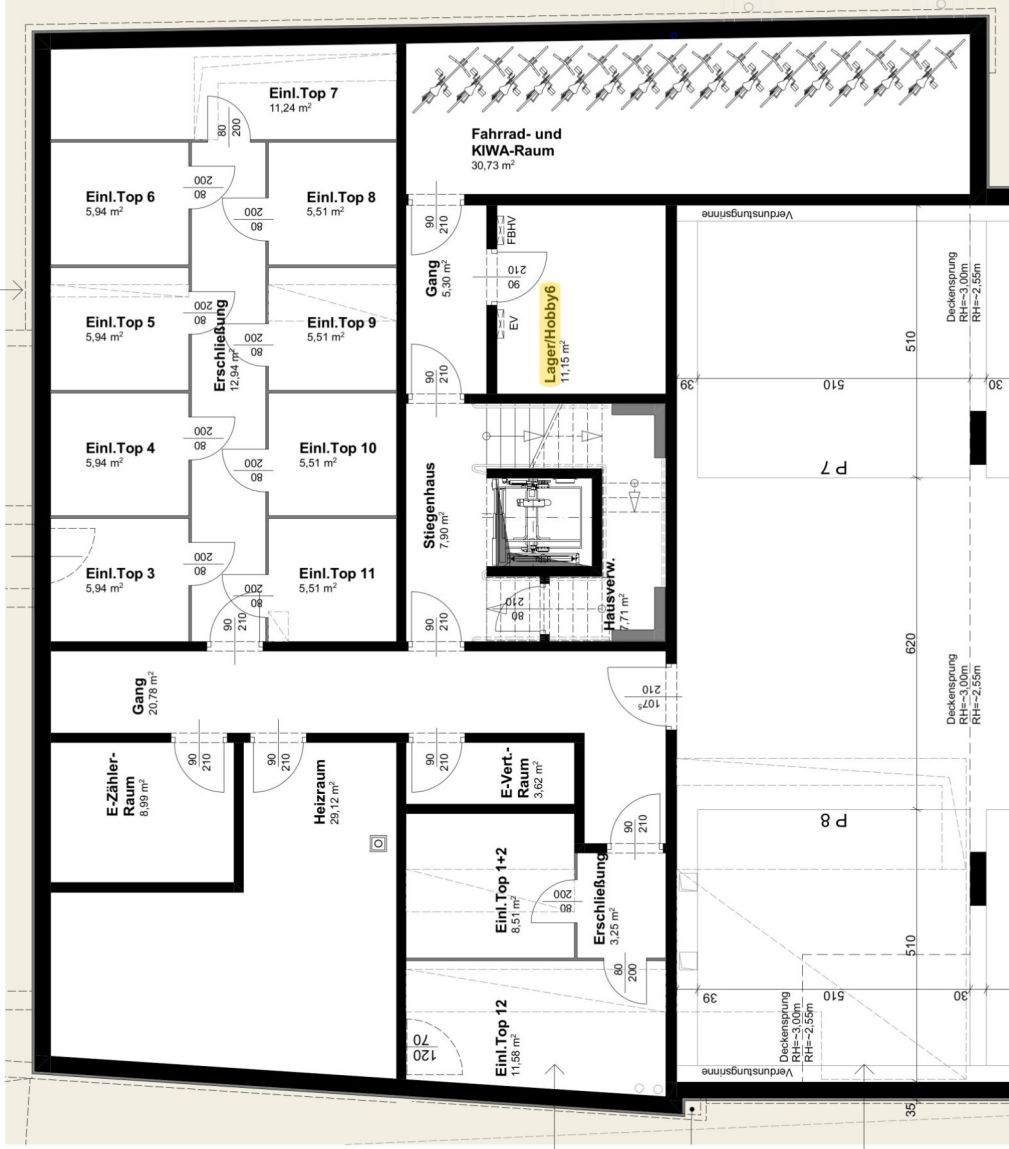 Einl.Top 7
11,24 m²
80
200
Fahrrad- und
KIWA-Raum
30,73 m²
Einl.Top 6
5,94 m²
80
200
Einl.Top 8
5,51 m²
80
200
90
210
Gang
5,30 m²
FBHV
90
210
EV
Lager/Hobby6
11,15 m²
Verdunstungsrinne
Deckensprung
RH=~3,00m
RH=~2,55m
510
Einl.Top 5
5,94 m²
80
200
Erschließung
12,94 m²
Einl.Top 9
5,51 m²
80
200
90
210
39
510
30
Einl.Top 4
5,94 m²
80
200
Einl.Top 10
5,51 m²
80
200
P 7
Stiegenhaus
7,90 m²
Einl.Top 3
5,94 m²
80
200
Einl.Top 11
5,51 m²
80
200
90
210
90
210
80
210
Hausverw.
7,71 m²
620
Deckensprung
RH=~3,00m
RH=~2,55m
Gang
20,78 m²
107⁵
210
E-Zähler-
Raum
8,99 m²
90
210
90
210
Heizraum
29,12 m²
90
210
E-Vert.-
Raum
3,62 m²
90
210
P 8
Einl.Top 1+2
8,51 m²
80
200
Erschließung
3,25 m²
80
200
510
39
510
30
Einl.Top 12
11,58 m²
70
120
Deckensprung
RH=~3,00m
RH=~2,55m
Verdunstungsrinne
35